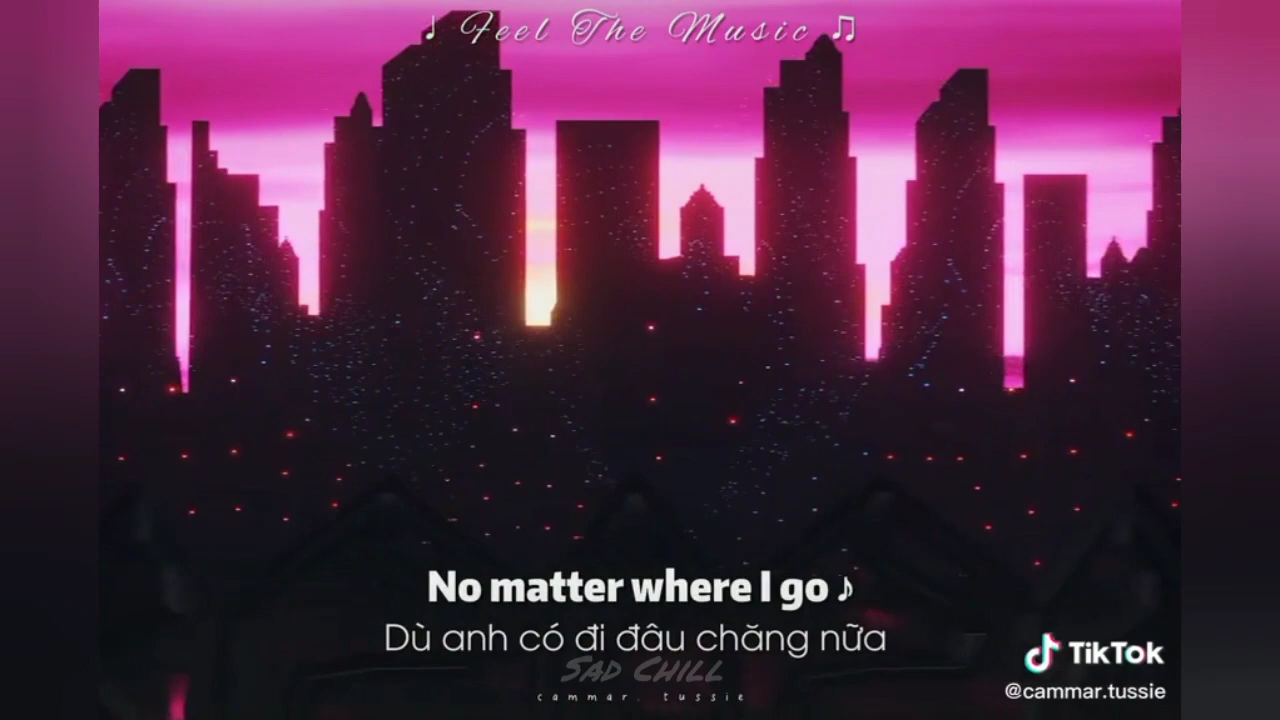 ♩ Feel The Music ♫
No matter where I go ♪
Dù anh có đi đâu chăng nữa
SAD CHILL
cammar. tussie
TikTok
@cammar.tussie